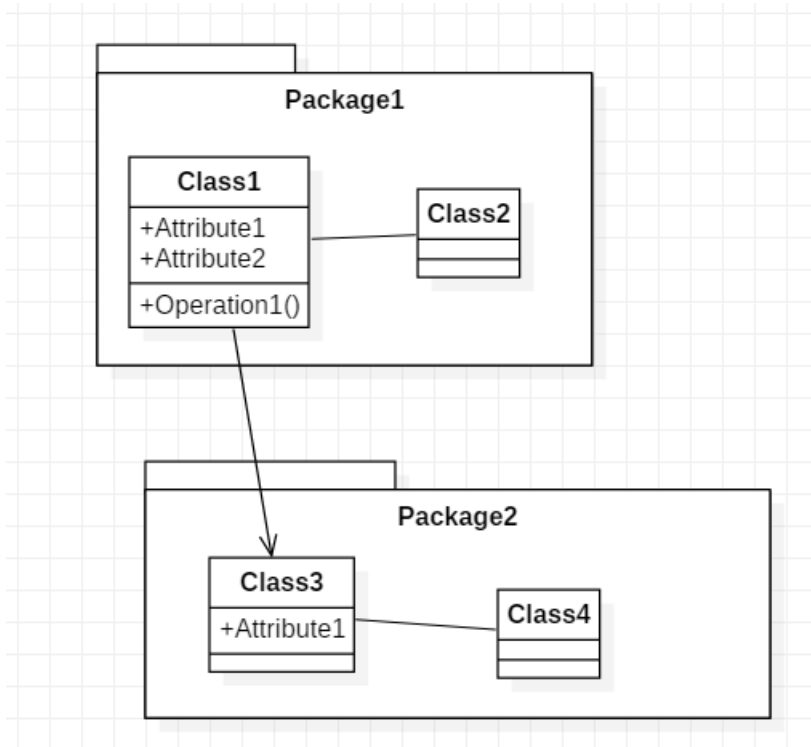 Package1
Class1
+Attribute1
+Attribute2
+Operation1()
Class2
Package2
Class3
+Attribute1
Class4